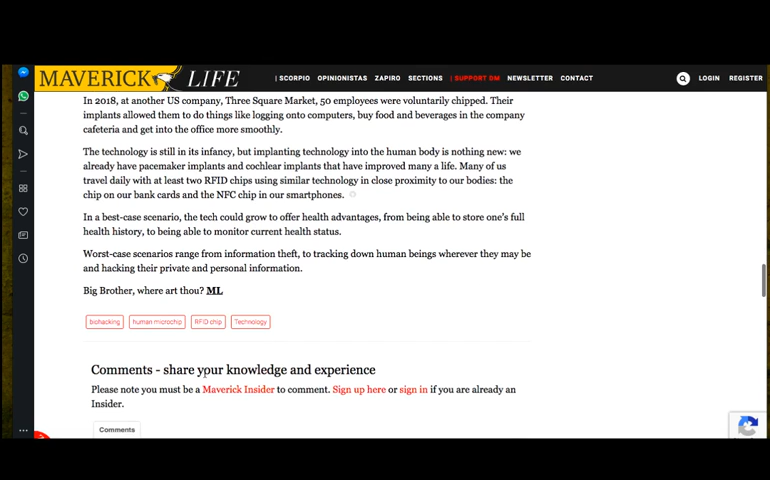 MAVERICK LIFE | SCORPIO OPINIONISTAS ZAPIRO SECTIONS | SUPPORT DM NEWSLETTER CONTACT LOGIN REGISTER
In 2018, at another US company, Three Square Market, 50 employees were voluntarily chipped. Their
implants allowed them to do things like logging onto computers, buy food and beverages in the company
cafeteria and get into the office more smoothly.
The technology is still in its infancy, but implanting technology into the human body is nothing new: we
already have pacemaker implants and cochlear implants that have improved many a life. Many of us
travel daily with at least two RFID chips using similar technology in close proximity to our bodies: the
chip on our bank cards and the NFC chip in our smartphones.
In a best-case scenario, the tech could grow to offer health advantages, from being able to store one's full
health history, to being able to monitor current health status.
Worst-case scenarios range from information theft, to tracking down human beings wherever they may be
and hacking their private and personal information.
Big Brother, where art thou? ML
biohacking human microchip RFID chip Technology
Comments - share your knowledge and experience
Please note you must be a Maverick Insider to comment. Sign up here or sign in if you are already an
Insider.
Comments